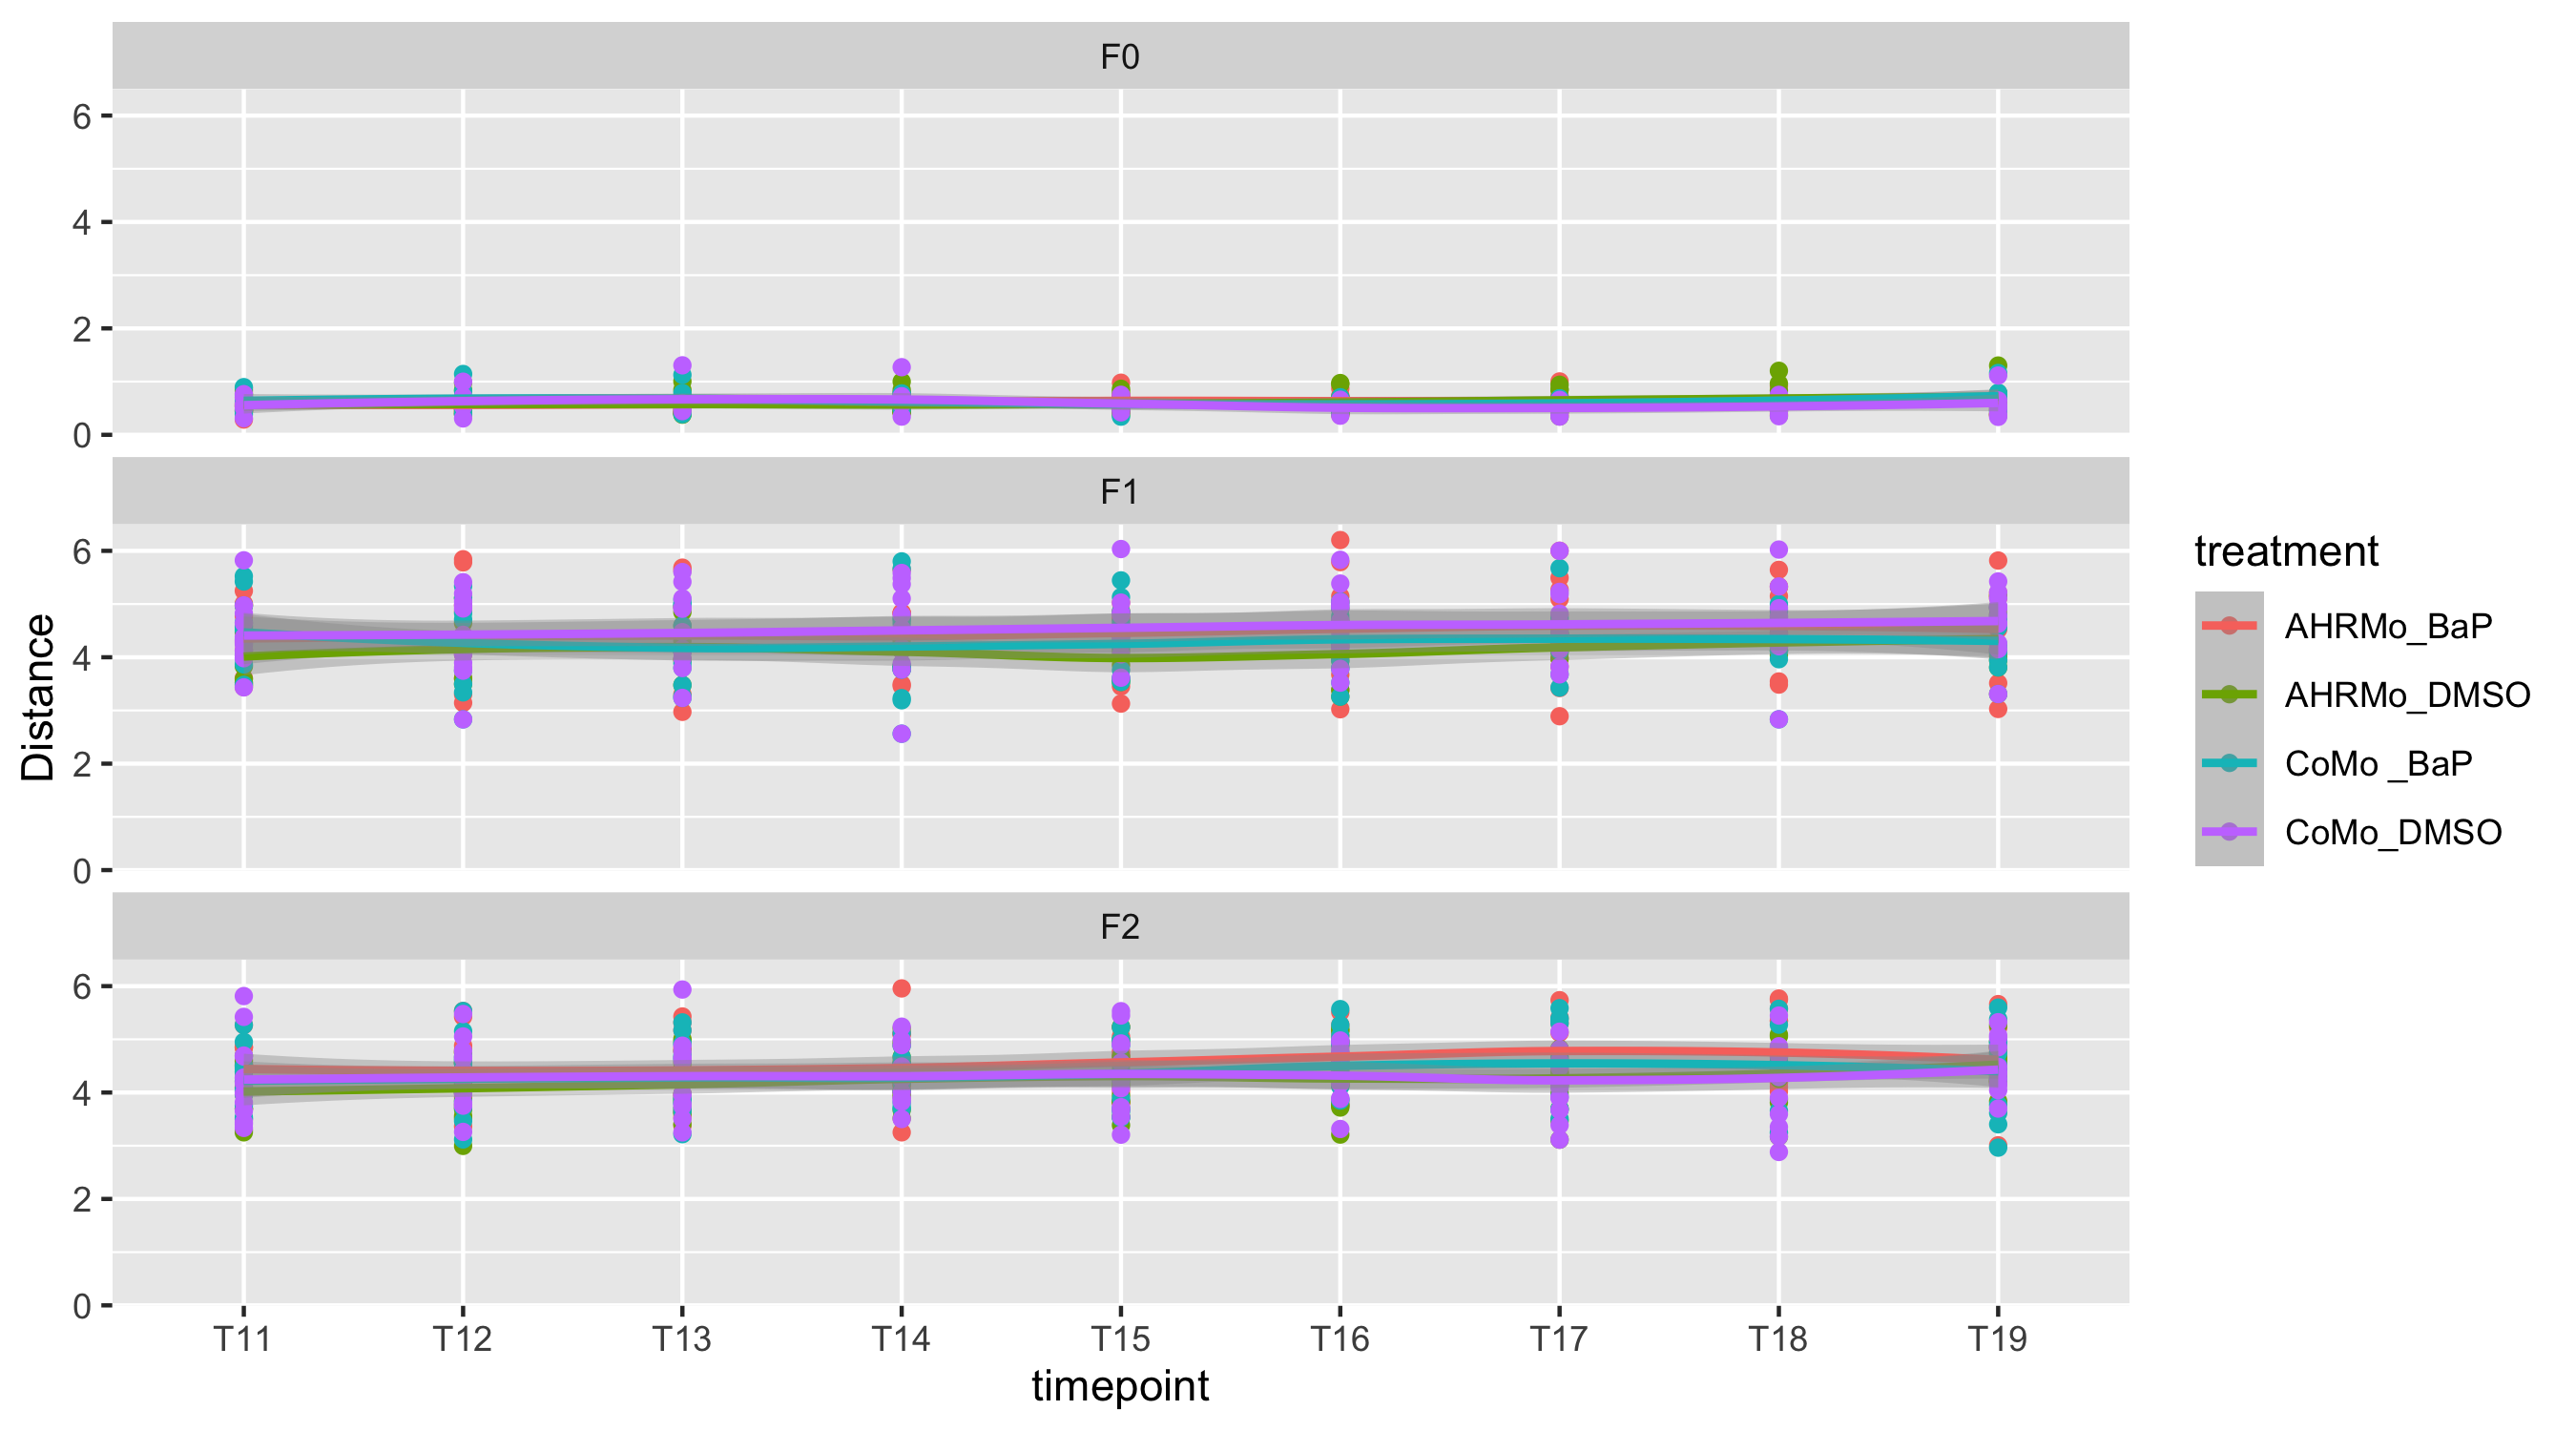 F0
6
4
2
0
F1
6
4
2
0
F2
6
4
2
0
T11 T12 T13 T14 T15 T16 T17 T18 T19
timepoint
Distance
treatment
AHRMo_BaP
AHRMo_DMSO
CoMo _BaP
CoMo_DMSO